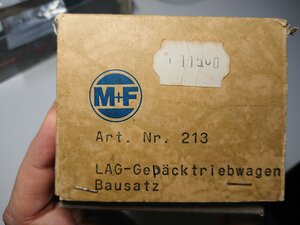 11500
M+F
Art. Nr. 213
LAG-Gepäcktriebwagen
Bausatz